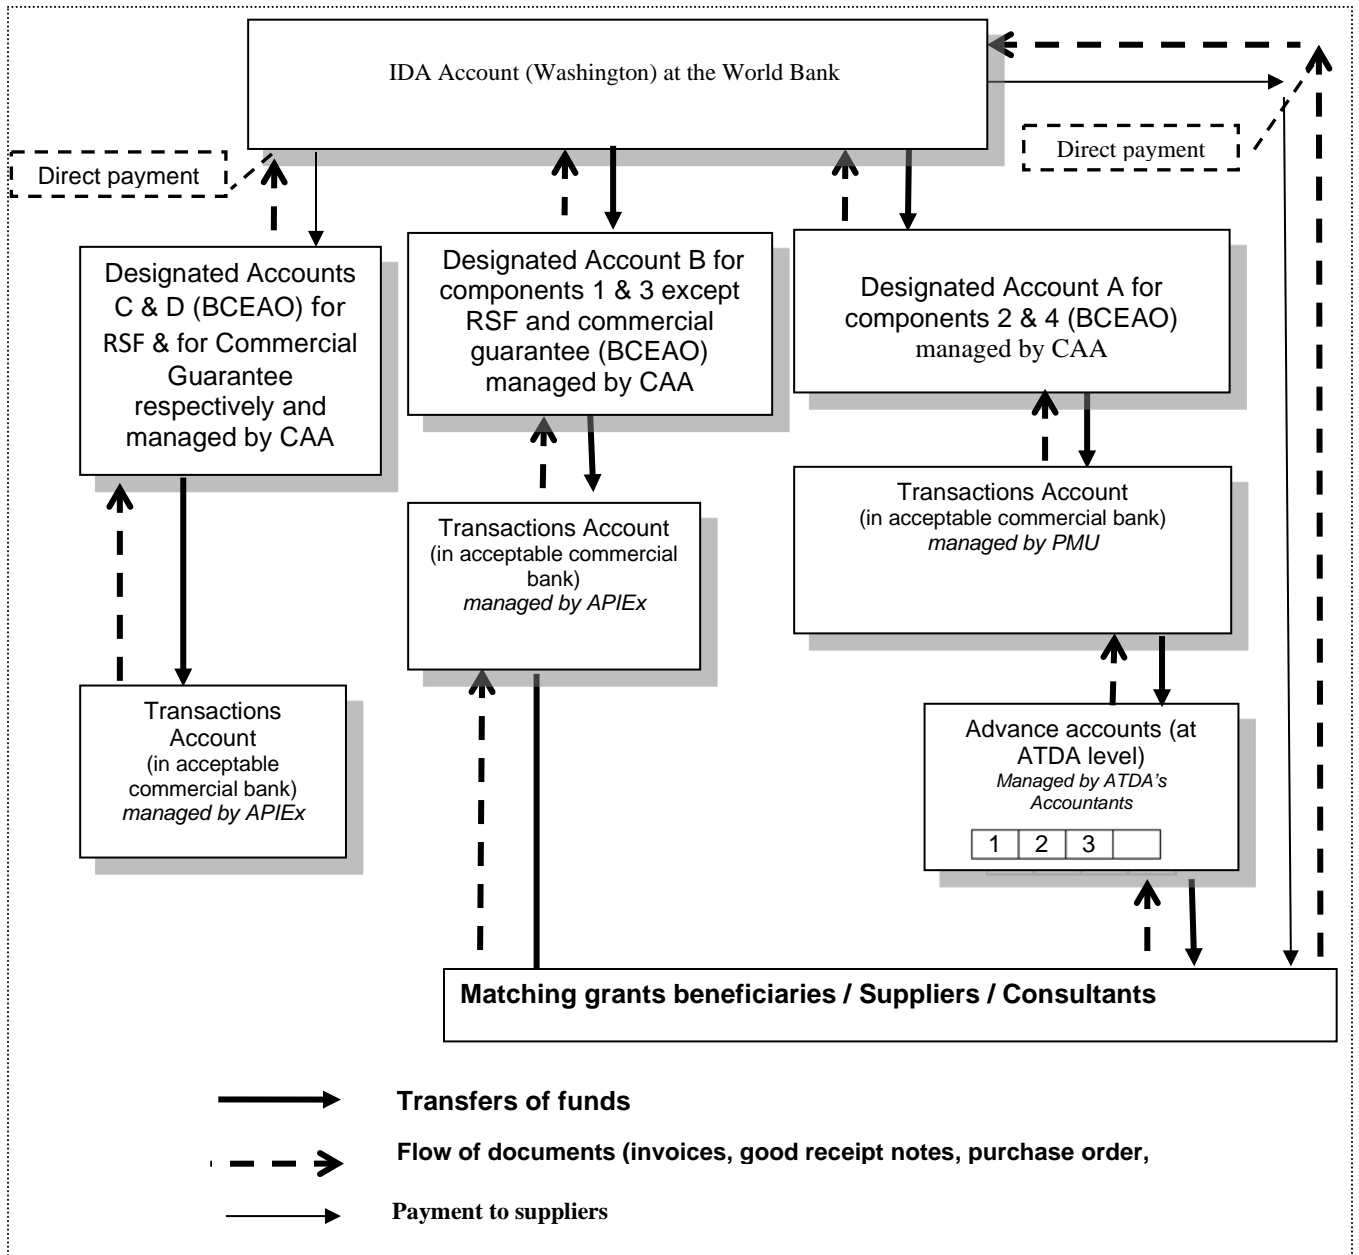 IDA Account (Washington) at the World Bank
Direct payment
Direct payment
Designated Accounts
C & D (BCEAO) for
RSF & for Commercial
Guarantee
respectively and
managed by CAA
Designated Account B for
components 1 & 3 except
RSF and commercial
guarantee (BCEAO)
managed by CAA
Designated Account A for
components 2 & 4 (BCEAO)
managed by CAA
Transactions Account
(in acceptable commercial bank)
managed by PMU
Transactions Account
(in acceptable commercial
bank)
managed by APIEx
Transactions
Account
(in acceptable
commercial bank)
managed by APIEx
Advance accounts (at
ATDA level)
Managed by ATDA's
Accountants
1 2 3
Matching grants beneficiaries / Suppliers / Consultants
Transfers of funds
Flow of documents (invoices, good receipt notes, purchase order,
Payment to suppliers